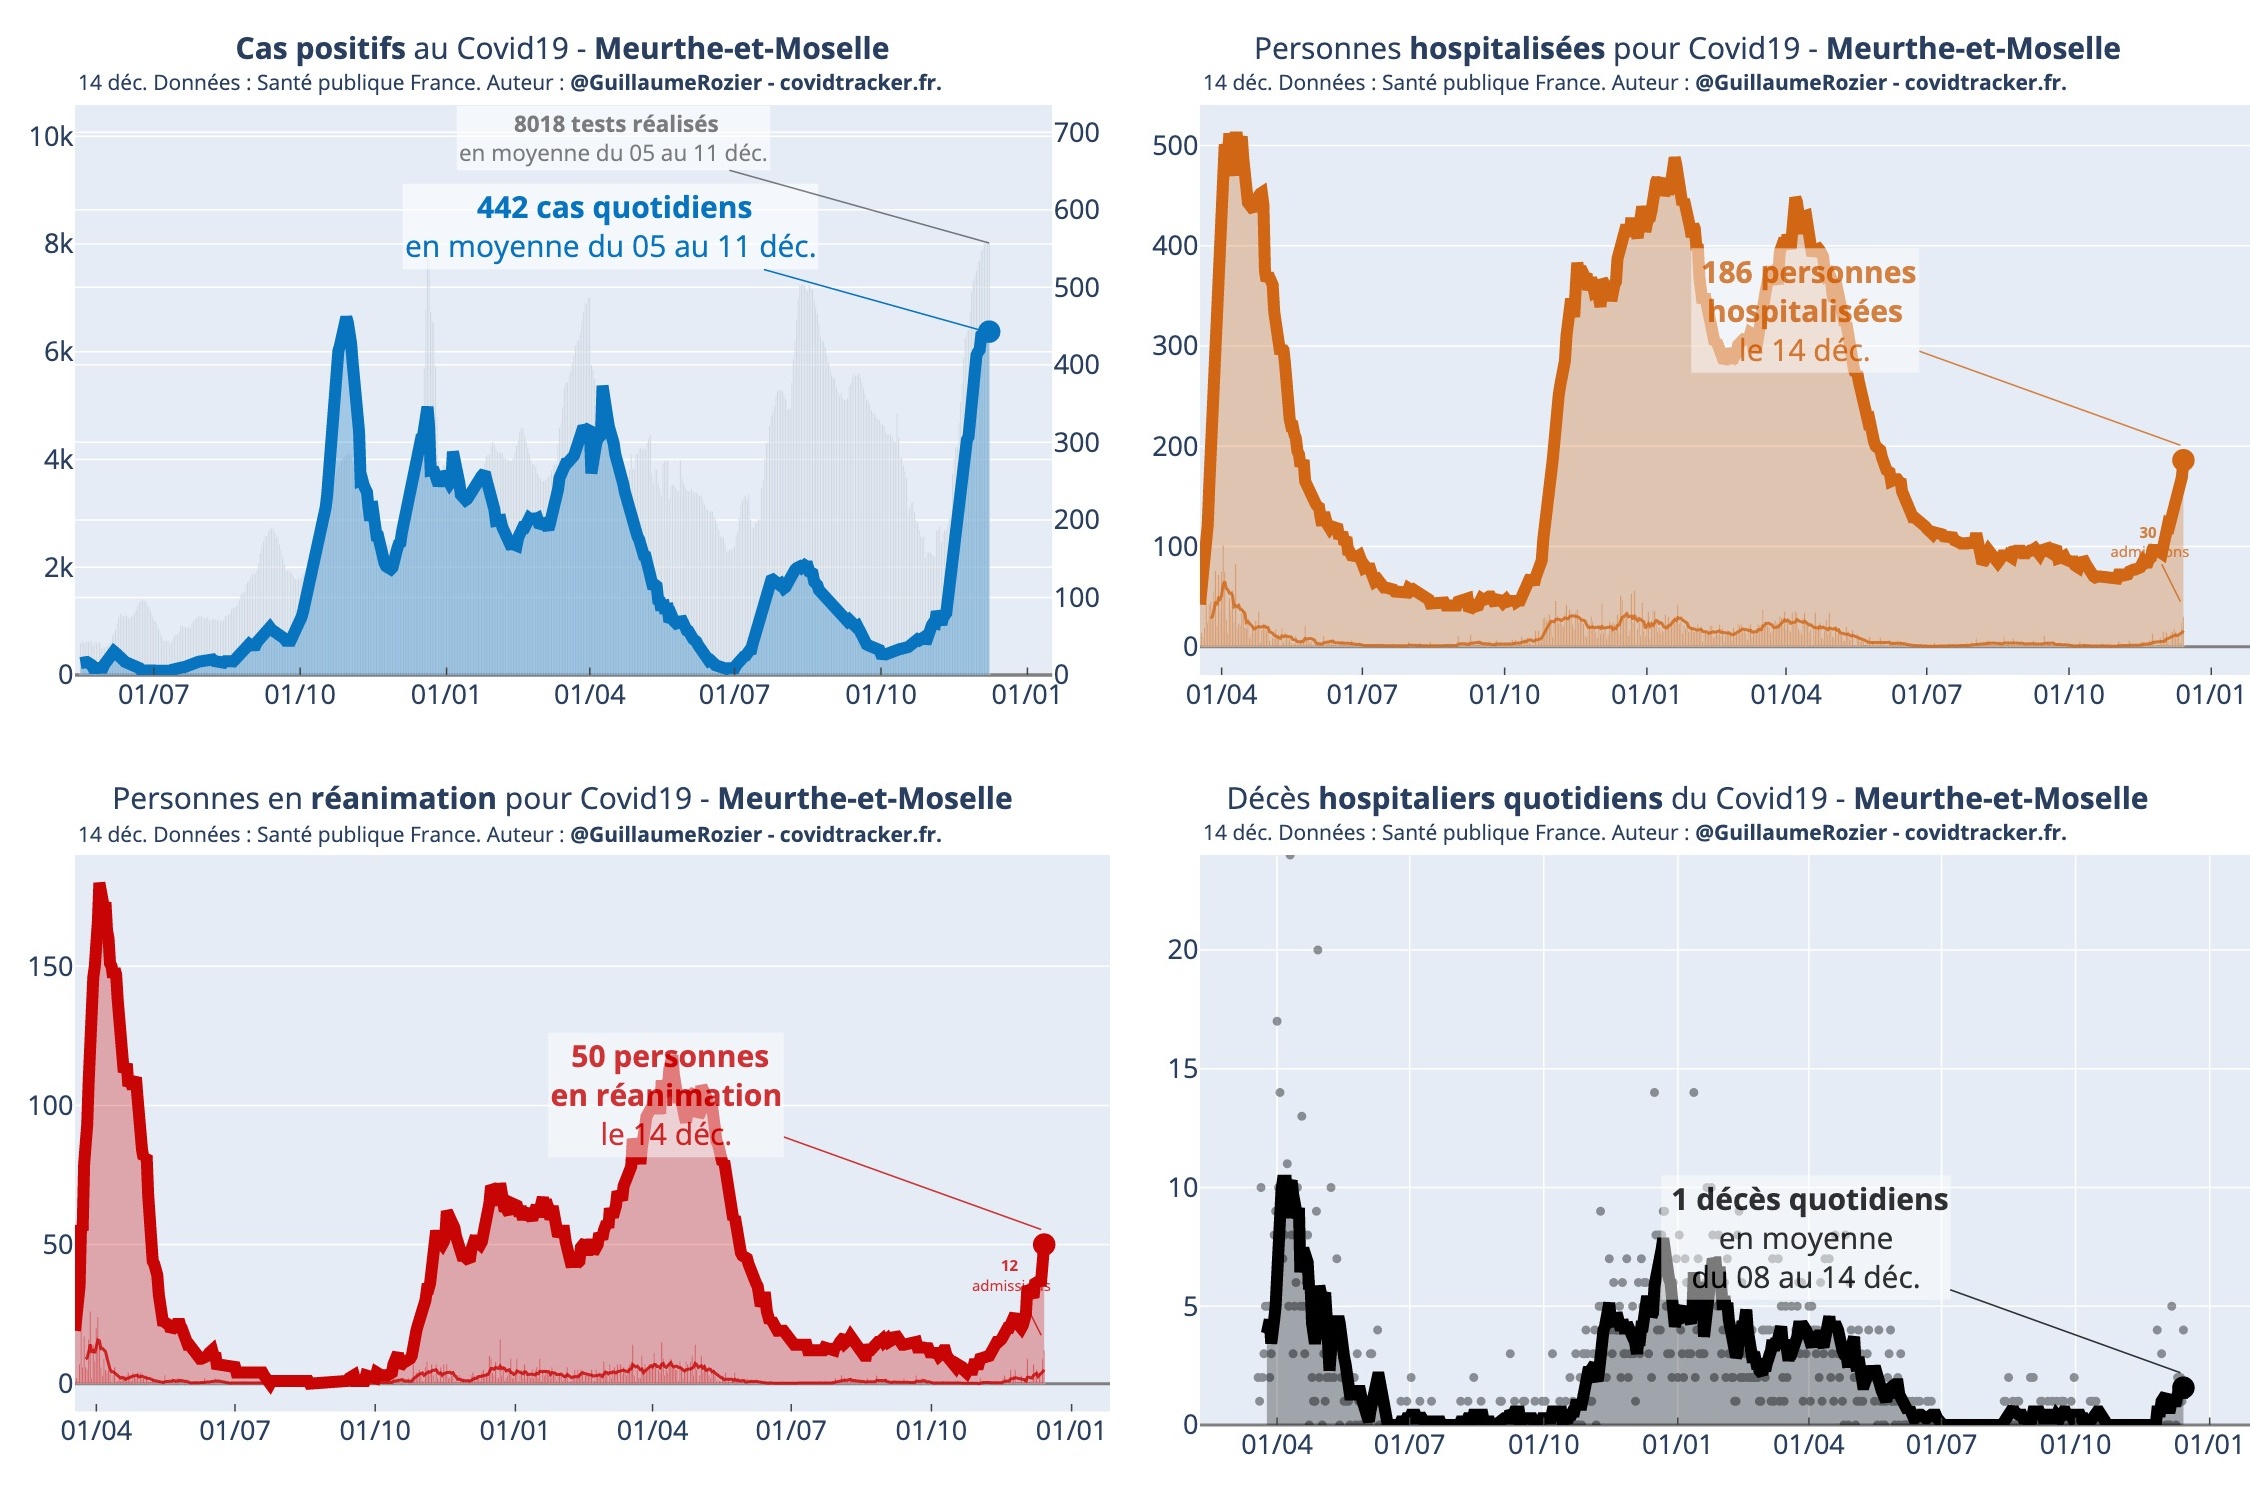 Cas positifs au Covid19 - Meurthe-et-Moselle
14 déc. Données : Santé publique France. Auteur : @GuillaumeRozier - covidtracker.fr.
8018 tests réalisés
en moyenne du 05 au 11 déc.
442 cas quotidiens
en moyenne du 05 au 11 déc.
10k
8k
6k
4k
2k
0
700
600
500
400
300
200
100
0
01/07 01/10 01/01 01/04 01/07 01/10 01/01
Personnes hospitalisées pour Covid19 - Meurthe-et-Moselle
14 déc. Données : Santé publique France. Auteur : @GuillaumeRozier - covidtracker.fr.
500
400
300
200
100
0
186 personnes
hospitalisées
le 14 déc.
30
admissions
01/04 01/07 01/10 01/01 01/04 01/07 01/10 01/01
Personnes en réanimation pour Covid19 - Meurthe-et-Moselle
14 déc. Données : Santé publique France. Auteur : @GuillaumeRozier - covidtracker.fr.
150
100
50
0
50 personnes
en réanimation
le 14 déc.
12
admissions
01/04 01/07 01/10 01/01 01/04 01/07 01/10 01/01
Décès hospitaliers quotidiens du Covid19 - Meurthe-et-Moselle
14 déc. Données : Santé publique France. Auteur : @GuillaumeRozier - covidtracker.fr.
20
15
10
5
0
1 décès quotidiens
en moyenne
du 08 au 14 déc.
01/04 01/07 01/10 01/01 01/04 01/07 01/10 01/01